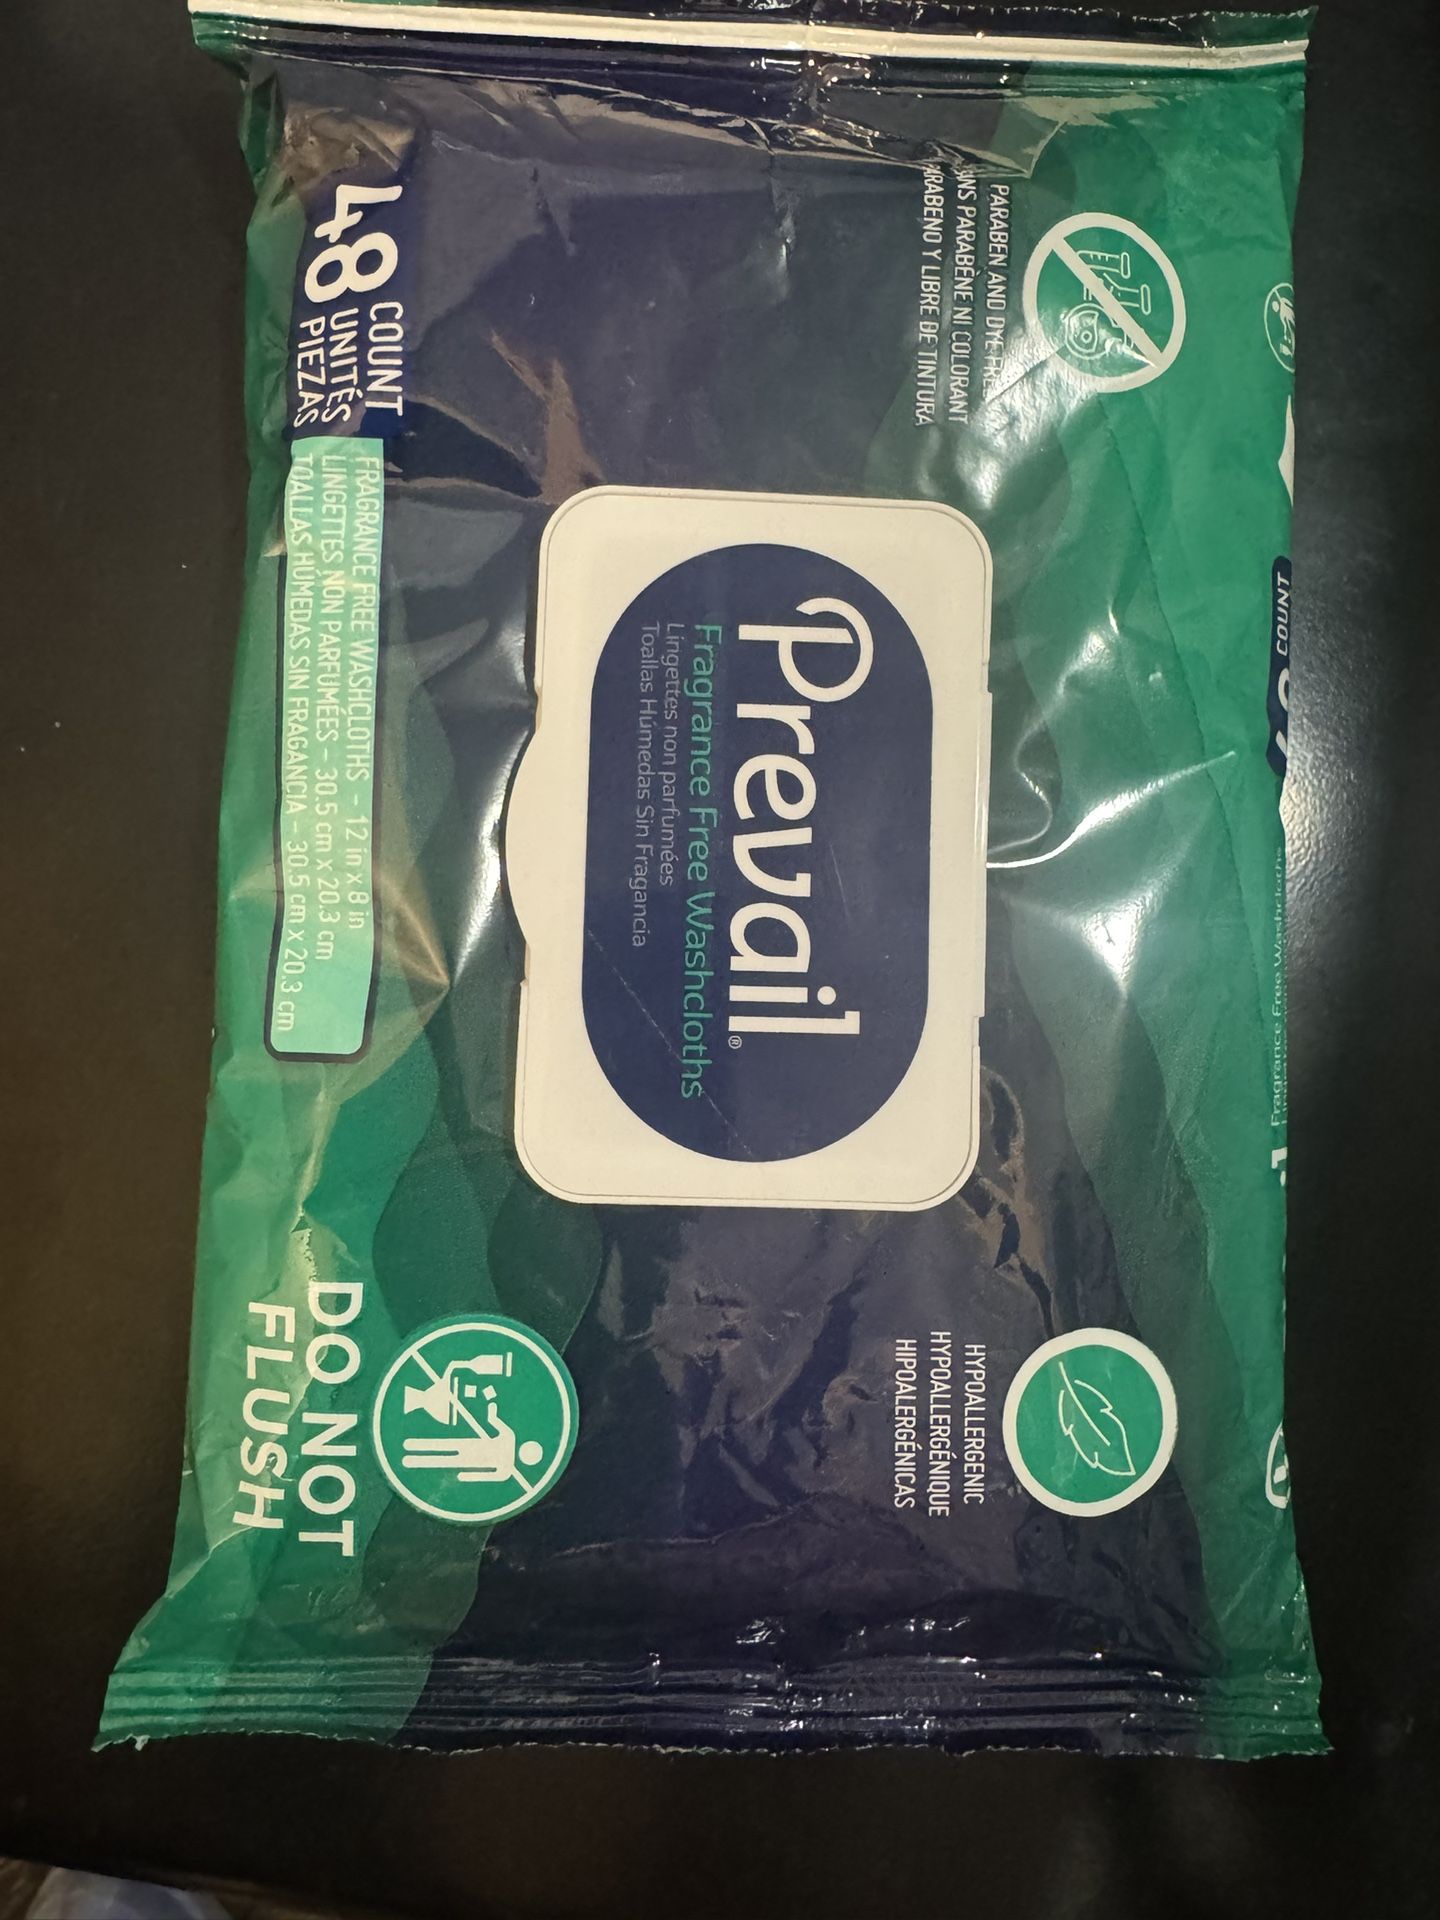 PARABEN AND DYE FREE
SANS PARABÈNE NI COLORANT
PARABENO Y LIBRE DE TINTURA
HYPOALLERGENIC
HYPOALLERGÉNIQUE
HIPOALERGÉNICAS
Prevail®
Fragrance Free Washcloths
Lingettes non parfumées
Toallas Húmedas Sin Fragancia
48 COUNT
UNITÉS
PIEZAS
FRAGRANCE FREE WASHCLOTHS - 12 in x 8 in
LINGETTES NON PARFUMÉES - 30.5 cm x 20.3 cm
TOALLAS HÚMEDAS SIN FRAGANCIA - 30.5 cm x 20.3 cm
DO NOT
FLUSH
COUNT
Fragrance Free Washcloths